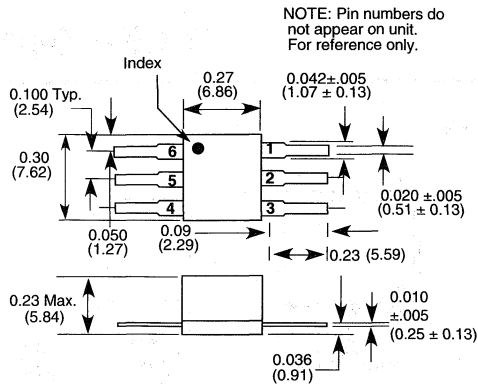 NOTE: Pin numbers do
not appear on unit.
For reference only.
Index
0.27
(6.86)
0.042±.005
(1.07 ± 0.13)
0.100 Typ.
(2.54)
6
1
0.30
(7.62)
5
2
4
3
0.020 ±.005
(0.51 ± 0.13)
0.050
(1.27)
0.09
(2.29)
0.23 (5.59)
0.23 Max.
(5.84)
0.010
±.005
(0.25 ± 0.13)
0.036
(0.91)